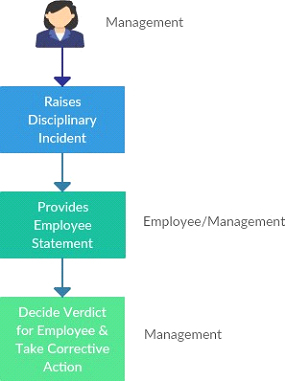 Management
Raises
Disciplinary
Incident
Provides
Employee
Statement
Employee/Management
Decide Verdict
for Employee &
Take Corrective
Action
Management